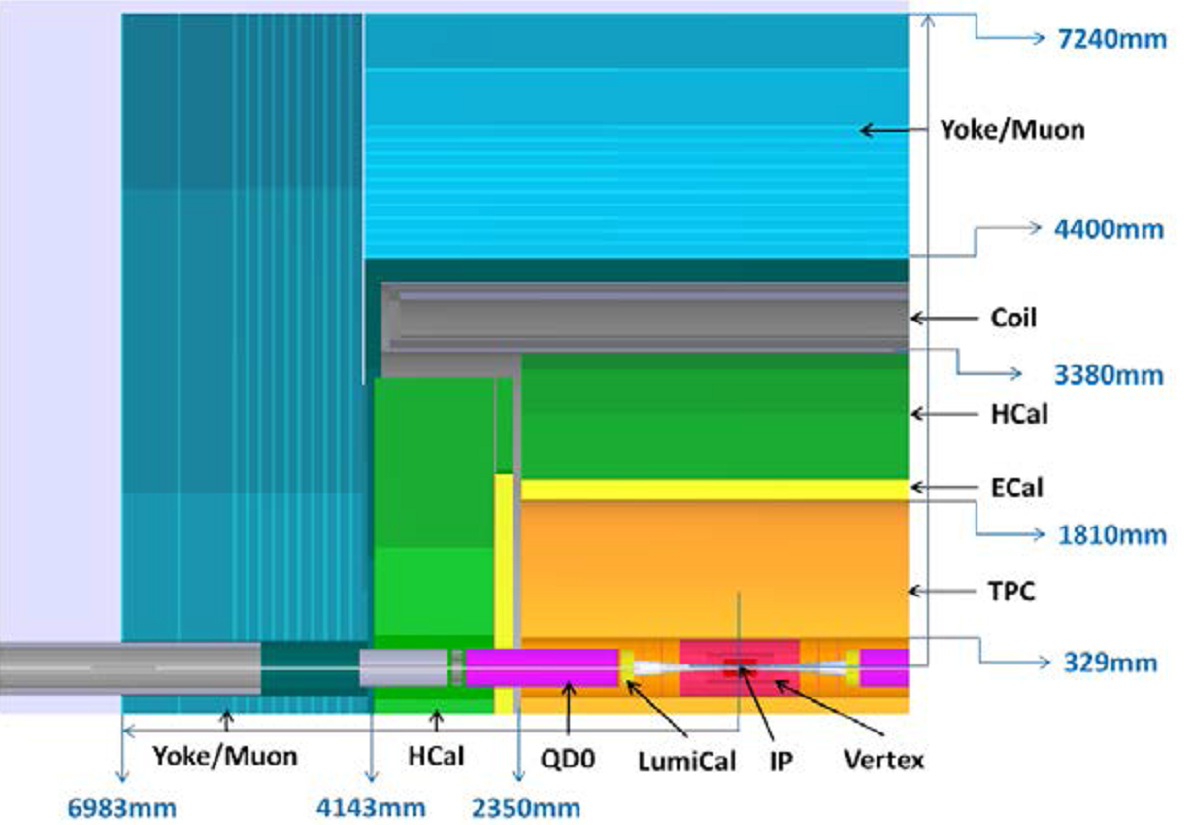 7240mm
Yoke/Muon
4400mm
Coil
3380mm
HCal
ECal
1810mm
TPC
329mm
Yoke/Muon
HCal
QD0
LumiCal
IP
Vertex
6983mm
4143mm
2350mm